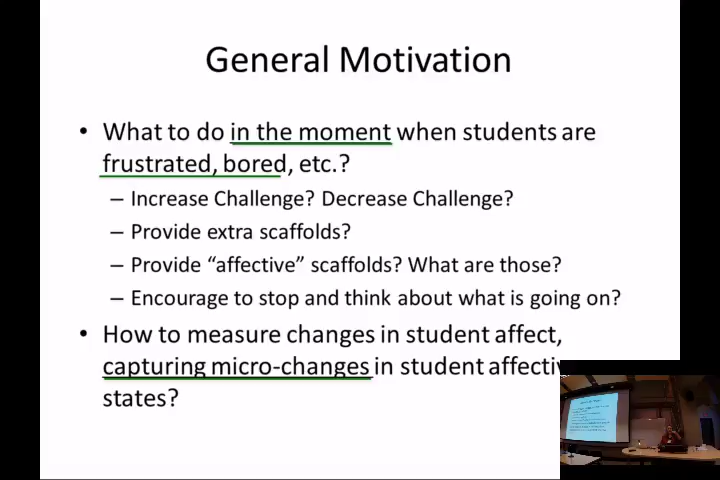 General Motivation
• What to do in the moment when students are
frustrated, bored, etc.?
– Increase Challenge? Decrease Challenge?
– Provide extra scaffolds?
– Provide “affective” scaffolds? What are those?
– Encourage to stop and think about what is going on?
• How to measure changes in student affect,
capturing micro-changes in student affectiv
states?